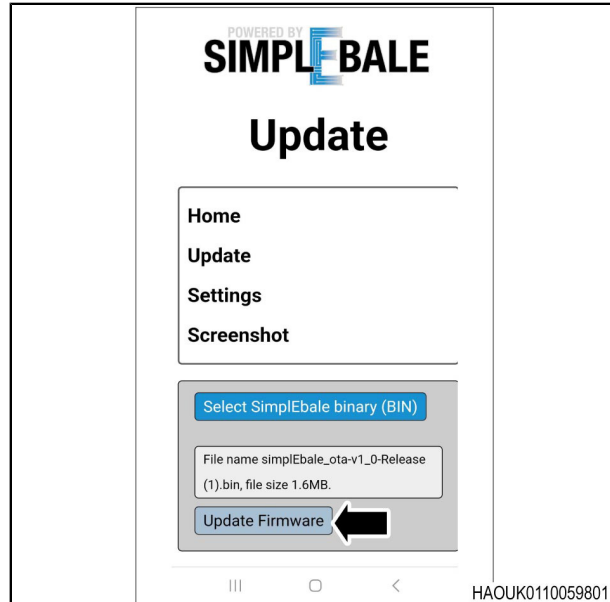 POWERED BY
SIMPLEBALE
Update
Home
Update
Settings
Screenshot
Select SimplEbale binary (BIN)
File name simplEbale_ota-v1_0-Release
(1).bin, file size 1.6MB.
Update Firmware
HAOUK0110059801